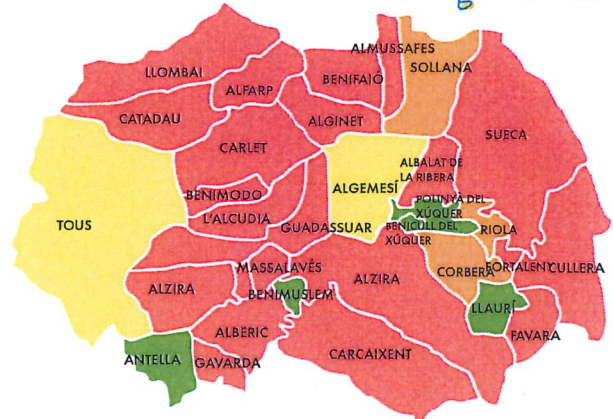 ALMUSSAFES
SOLLANA
LLOMBAI
BENIFAIÓ
ALFARP
CATADAU
ALGINET
SUECA
CARLET
ALBALAT DE
LA RIBERA
ALGEMESÍ
BENIMODO
POLINYÀ DEL
XÚQUER
L'ALCUDIA
TOUS
GUADASSUAR
BENICULL DEL
XÚQUER
RIOLA
MASSALAVÉS
FORTALENY
CULLERA
CORBERA
ALZIRA
ALZIRA
BENIMUSLEM
LLAURÍ
ALBERIC
FAVARA
CARCAIXENT
ANTELLA
GAVARDA